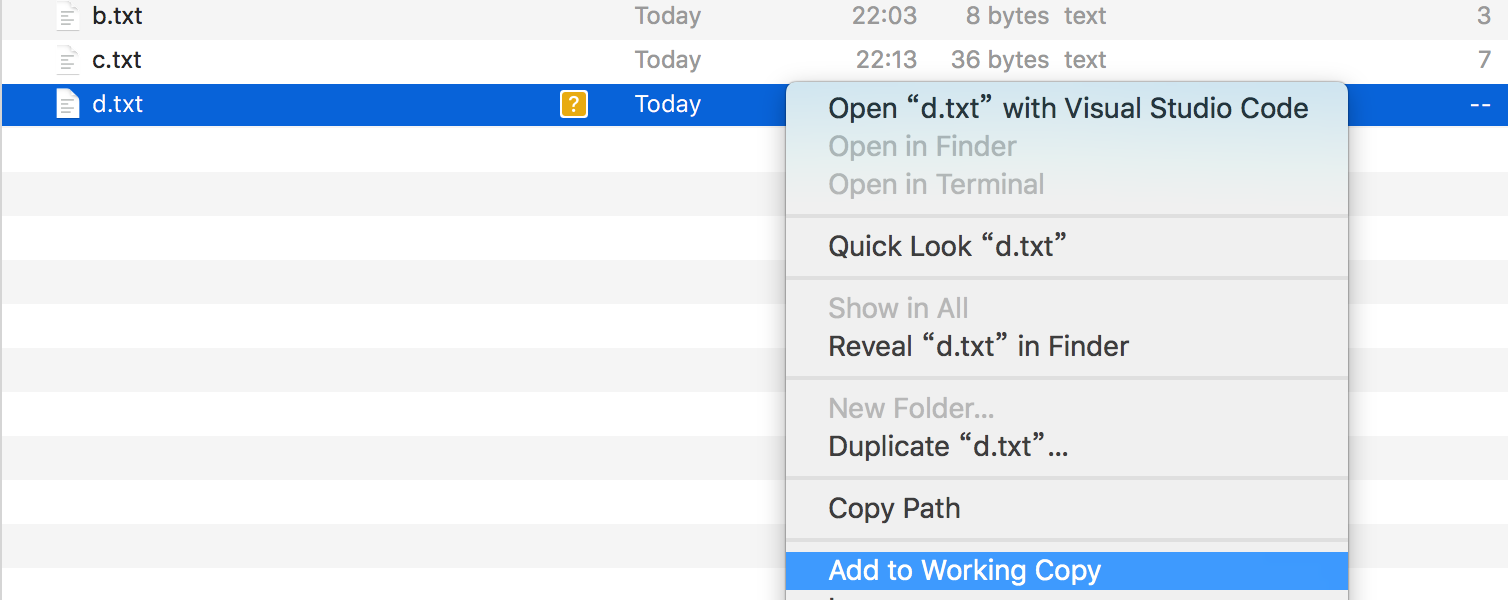 b.txt Today 22:03 8 bytes text 3
c.txt Today 22:13 36 bytes text 7
d.txt ? Today --
Open “d.txt” with Visual Studio Code
Open in Finder
Open in Terminal
Quick Look “d.txt”
Show in All
Reveal “d.txt” in Finder
New Folder...
Duplicate “d.txt”...
Copy Path
Add to Working Copy